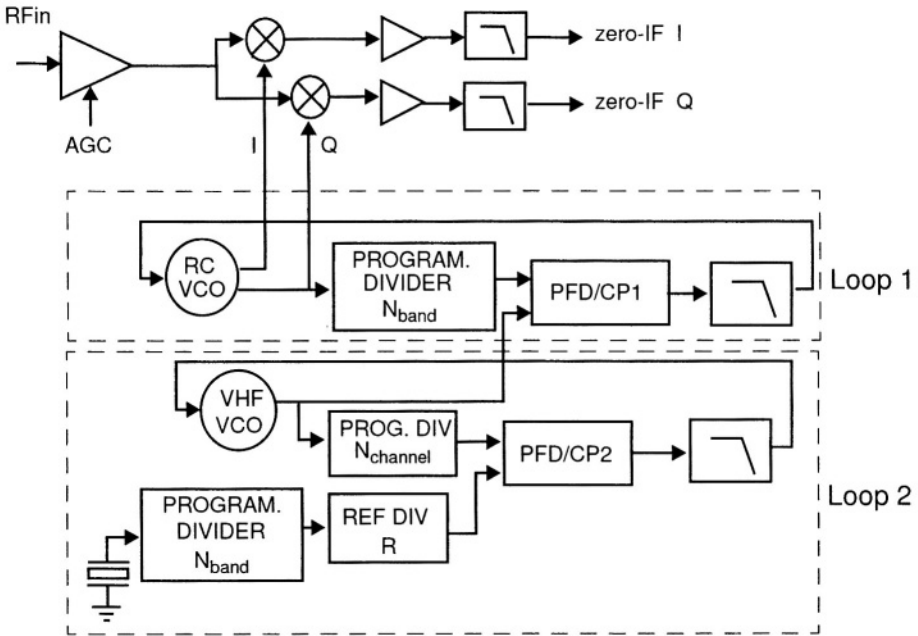 RFin
AGC
I
Q
zero-IF I
zero-IF Q
RC
VCO
PROGRAM.
DIVIDER
Nband
PFD/CP1
Loop 1
VHF
VCO
PROG. DIV
Nchannel
PFD/CP2
PROGRAM.
DIVIDER
Nband
REF DIV
R
Loop 2